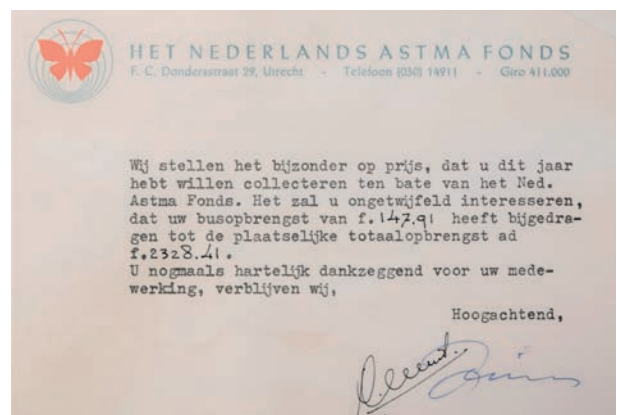 HET NEDERLANDS ASTMA FONDS
F. C. Dondersstraat 29, Utrecht - Telefoon (030) 14911 - Giro 411.000
Wij stellen het bijzonder op prijs, dat u dit jaar
hebt willen collecteren ten bate van het Ned.
Astma Fonds. Het zal u ongetwijfeld interesseren,
dat uw busopbrengst van f.147.91 heeft bijgedra-
gen tot de plaatselijke totaalopbrengst ad
f.2328.41.
U nogmaals hartelijk dankzeggend voor uw mede-
werking, verblijven wij,
Hoogachtend,